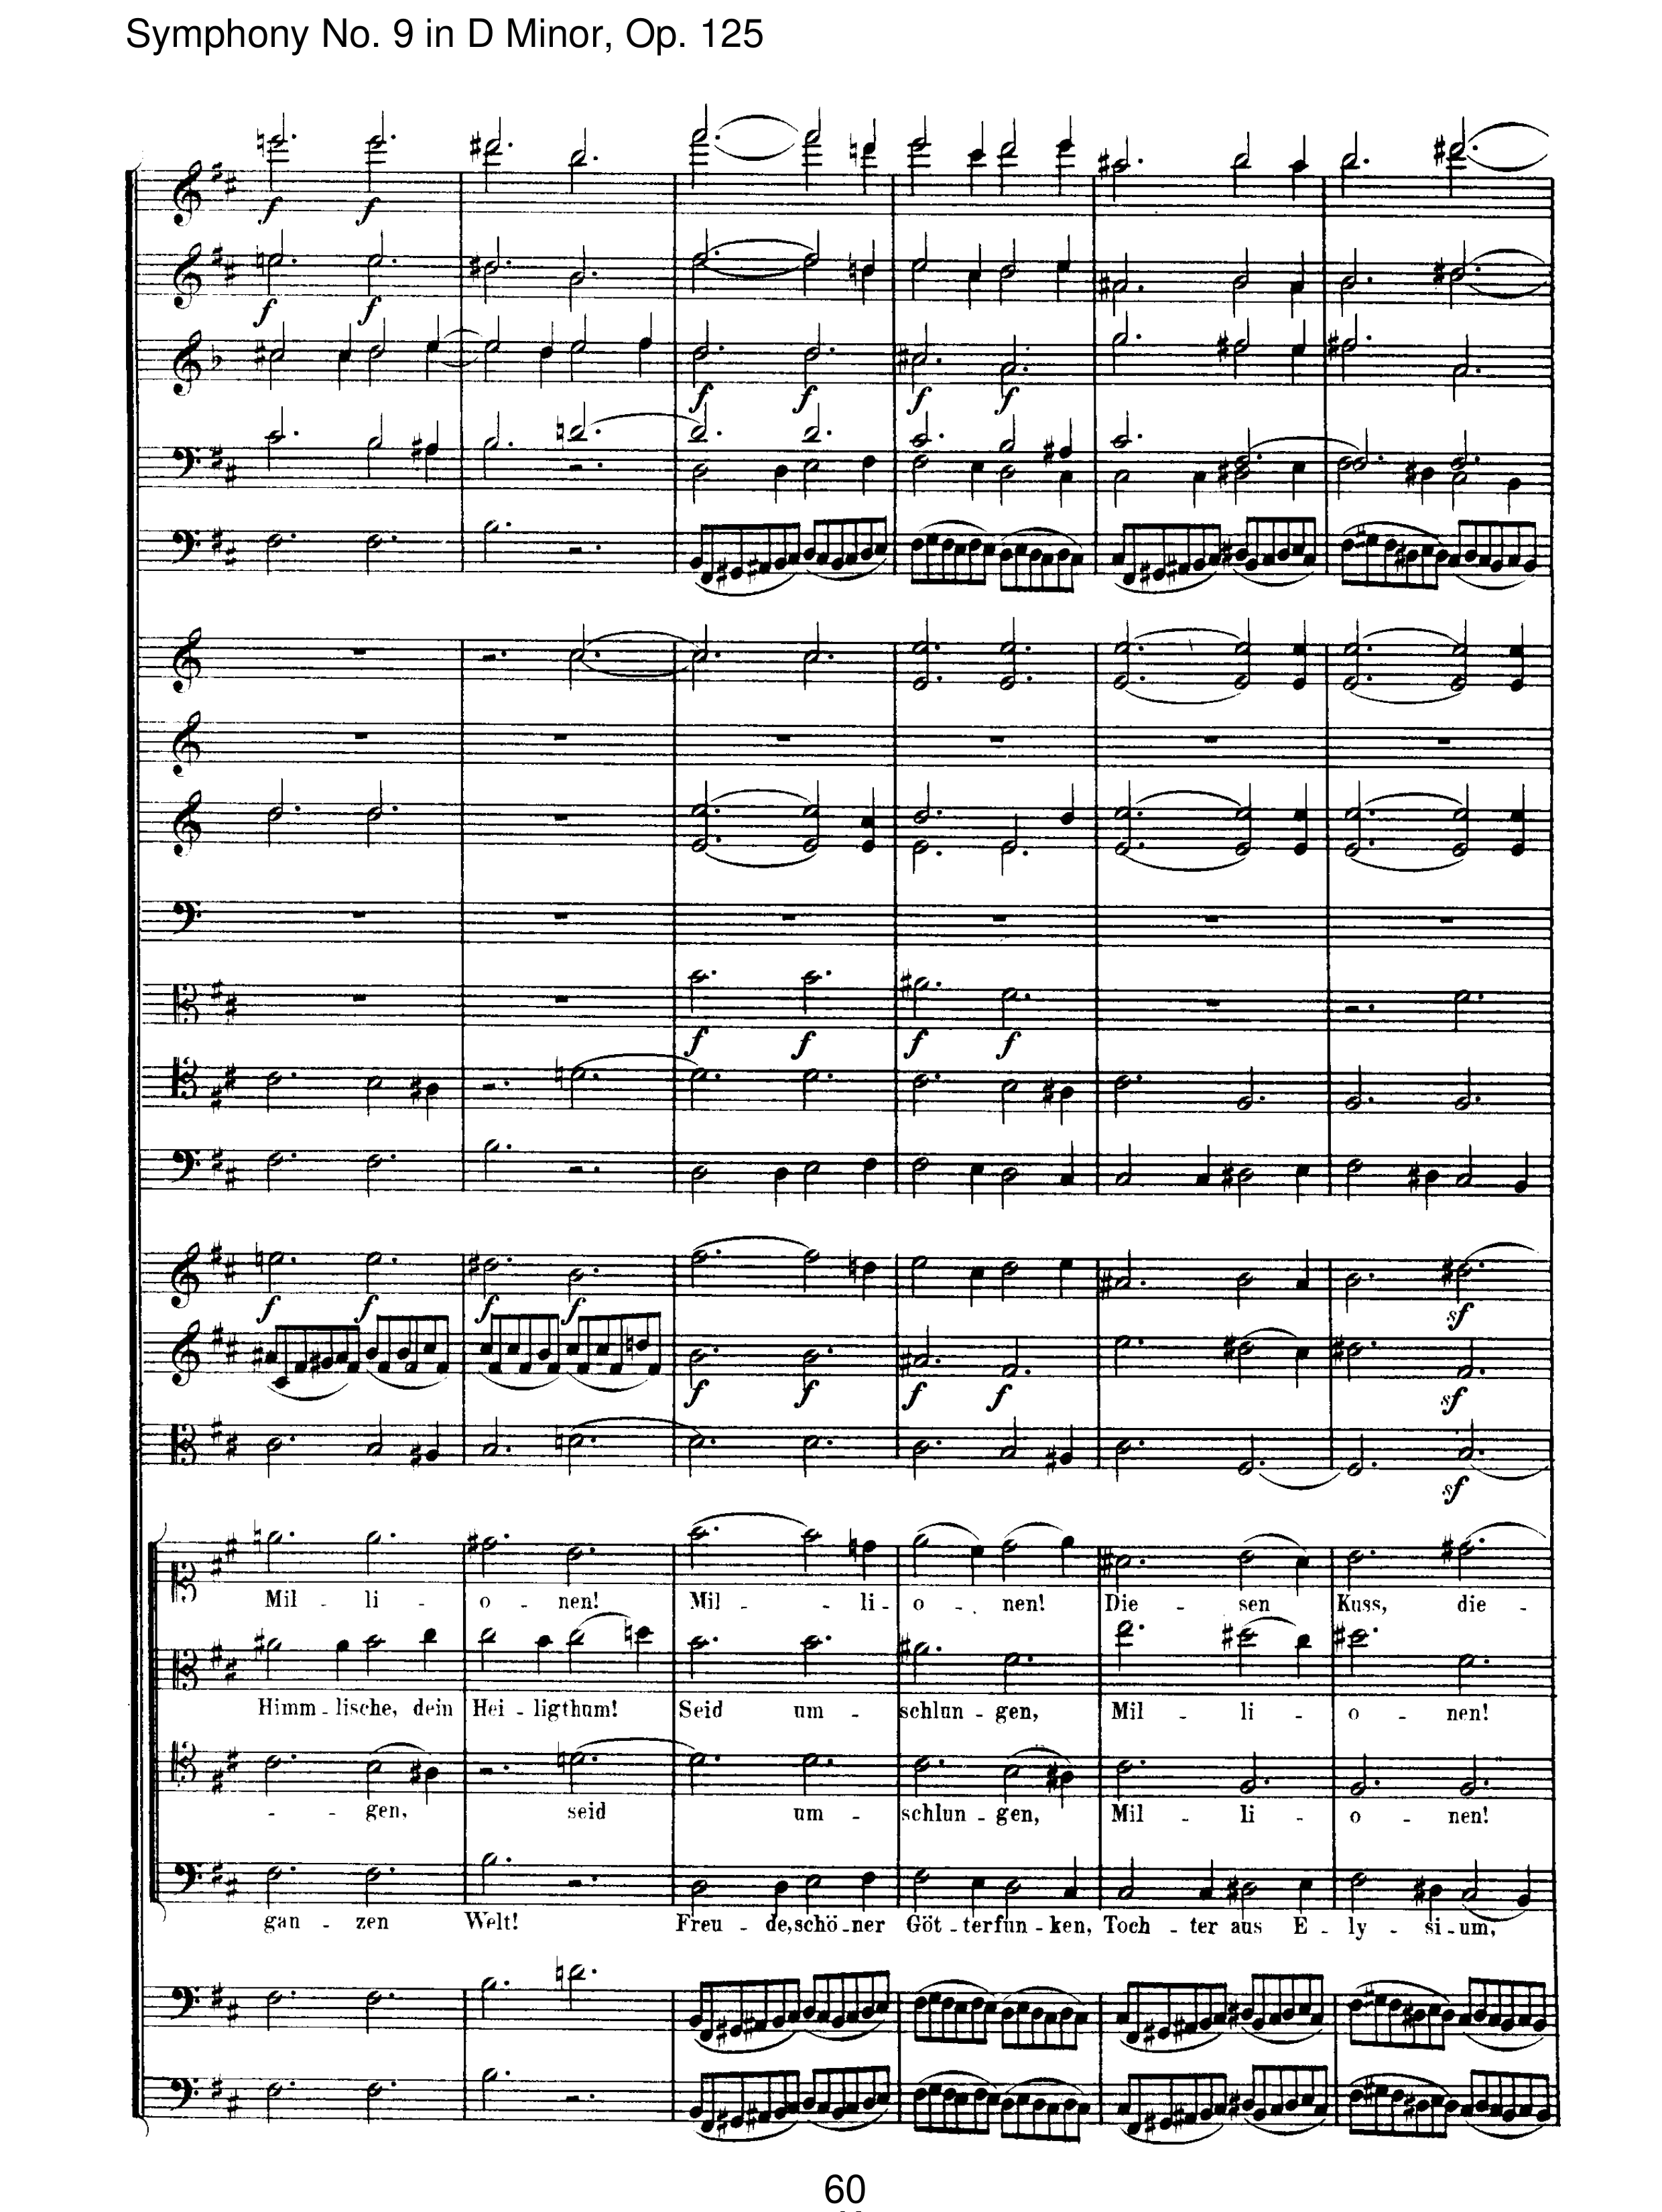 Symphony No. 9 in D Minor, Op. 125
f f
f f
f f f f
f f f f
f f f f sf
f f f f sf
sf
Mil - li - o - nen! Mil - - li - o - nen! Die - sen Kuss, die -
Himm - lische, dein Hei - ligthum! Seid um - schlun - gen, Mil - li - o - nen!
- - gen, seid um - schlun - gen, Mil - li - o - nen!
gan - zen Welt! Freu - de, schö - ner Göt - terfun - ken, Toch - ter aus E - ly - si - um,
60